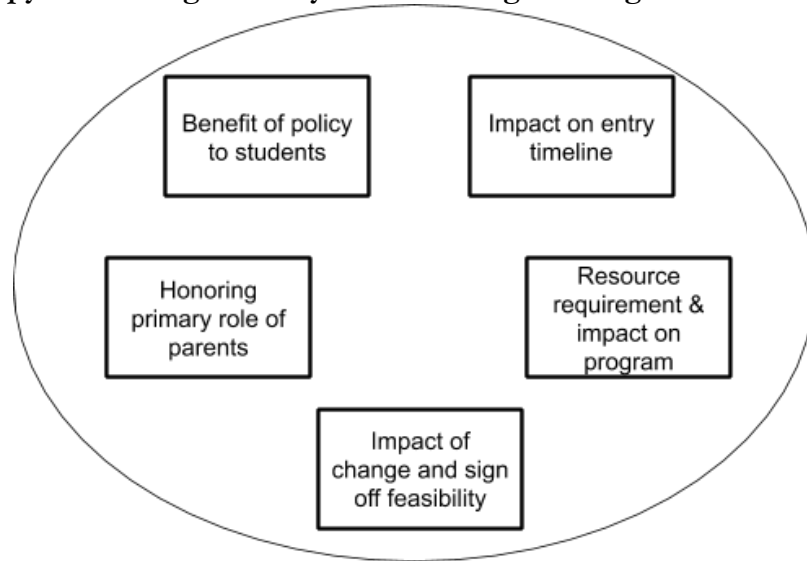 Benefit of policy
to students
Impact on entry
timeline
Honoring
primary role of
parents
Resource
requirement &
impact on
program
Impact of
change and sign
off feasibility